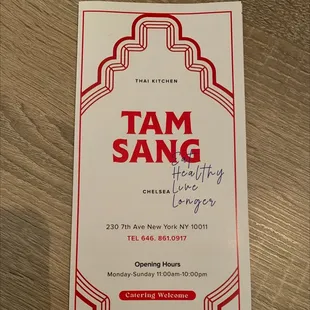 THAI KITCHEN
TAM
SANG
Eat
Healthy
CHELSEA Live
Longer
230 7th Ave New York NY 10011
TEL 646. 861.0917
Opening Hours
Monday-Sunday 11:00am-10:00pm
Catering Welcome